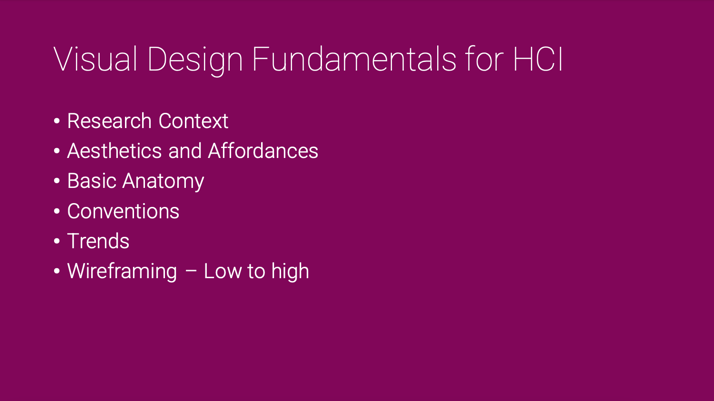 Visual Design Fundamentals for HCI
• Research Context
• Aesthetics and Affordances
• Basic Anatomy
• Conventions
• Trends
• Wireframing – Low to high